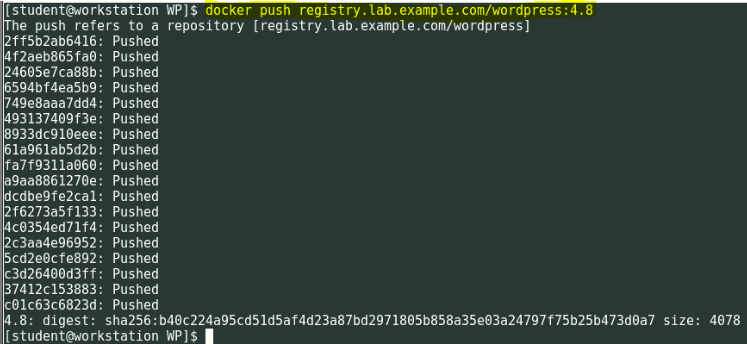 [student@workstation WP]$ docker push registry.lab.example.com/wordpress:4.8
The push refers to a repository [registry.lab.example.com/wordpress]
2ff5b2ab6416: Pushed
4f2aeb865fa0: Pushed
24605e7ca88b: Pushed
6594bf4ea5b9: Pushed
749e8aaa7dd4: Pushed
493137409f3e: Pushed
8933dc910eee: Pushed
61a961ab5d2b: Pushed
fa7f9311a060: Pushed
a9aa8861270e: Pushed
dcdbe9fe2ca1: Pushed
2f6273a5f133: Pushed
4c0354ed71f4: Pushed
2c3aa4e96952: Pushed
5cd2e0cfe892: Pushed
c3d26400d3ff: Pushed
37412c153883: Pushed
c01c63c6823d: Pushed
4.8: digest: sha256:b40c224a95cd51d5af4d23a87bd2971805b858a35e03a24797f75b25b473d0a7 size: 4078
[student@workstation WP]$